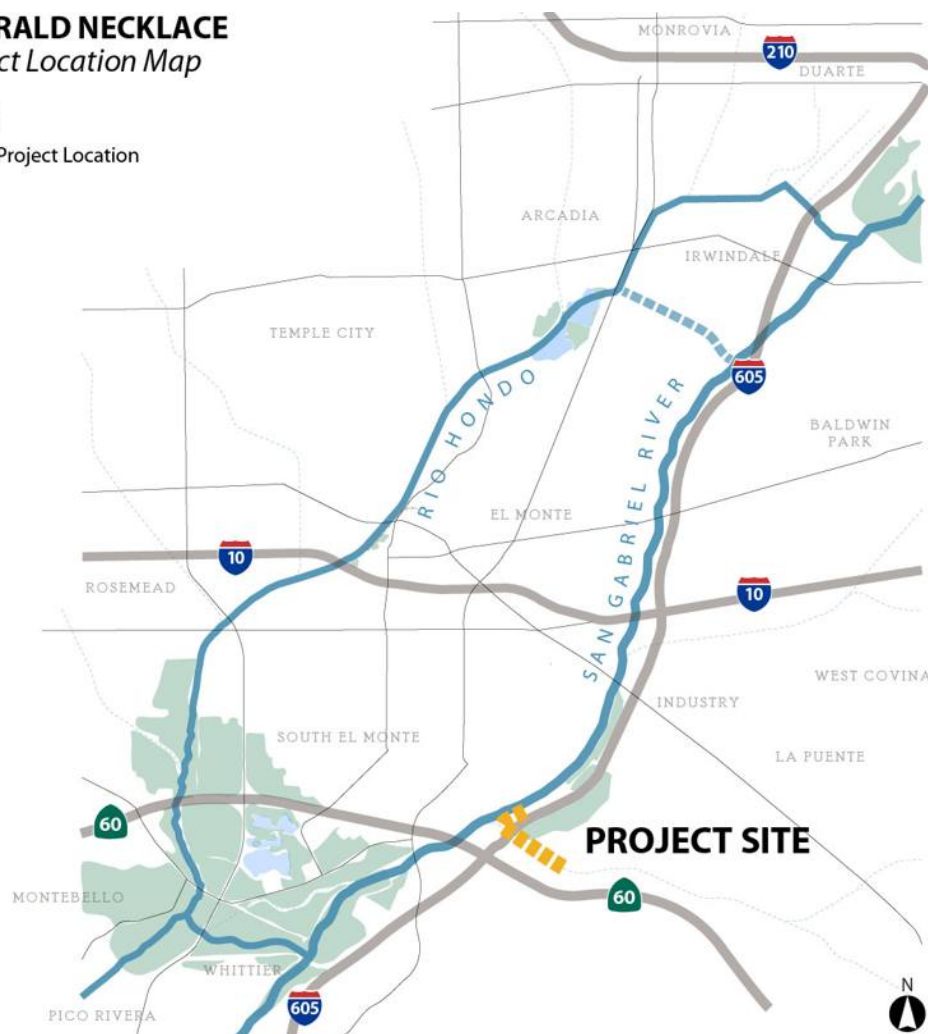 RALD NECKLACE
ct Location Map
Project Location
MONROVIA
210
DUARTE
ARCADIA
IRWINDALE
TEMPLE CITY
605
RIO HONDO
SAN GABRIEL RIVER
BALDWIN
PARK
EL MONTE
10
10
ROSEMEAD
WEST COVINA
INDUSTRY
SOUTH EL MONTE
LA PUENTE
60
PROJECT SITE
60
MONTEBELLO
WHITTIER
605
PICO RIVERA
N